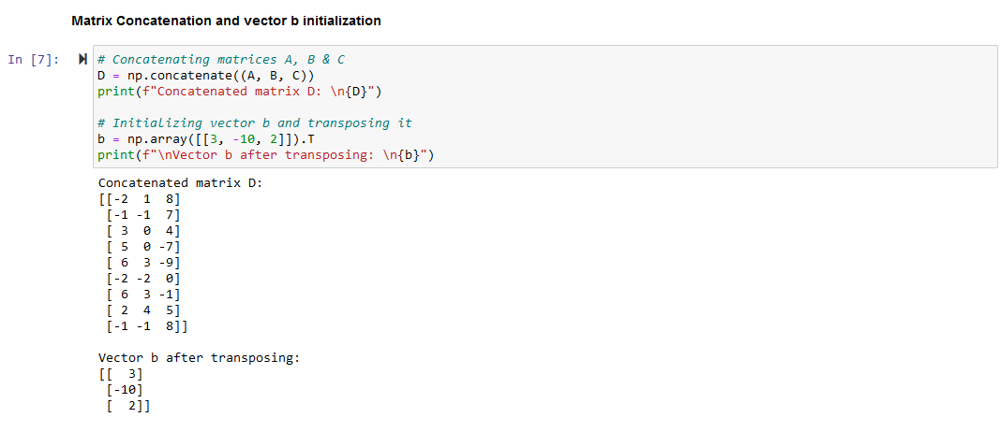 Matrix Concatenation and vector b initialization
In [7]:
# Concatenating matrices A, B & C
D = np.concatenate((A, B, C))
print(f"Concatenated matrix D: \n{D}")
# Initializing vector b and transposing it
b = np.array([[3, -10, 2]]).T
print(f"\nVector b after transposing: \n{b}")
Concatenated matrix D:
[[-2  1  8]
 [-1 -1  7]
 [ 3  0  4]
 [ 5  0 -7]
 [ 6  3 -9]
 [-2 -2  0]
 [ 6  3 -1]
 [ 2  4  5]
 [-1 -1  8]]
Vector b after transposing:
[[  3]
 [-10]
 [  2]]